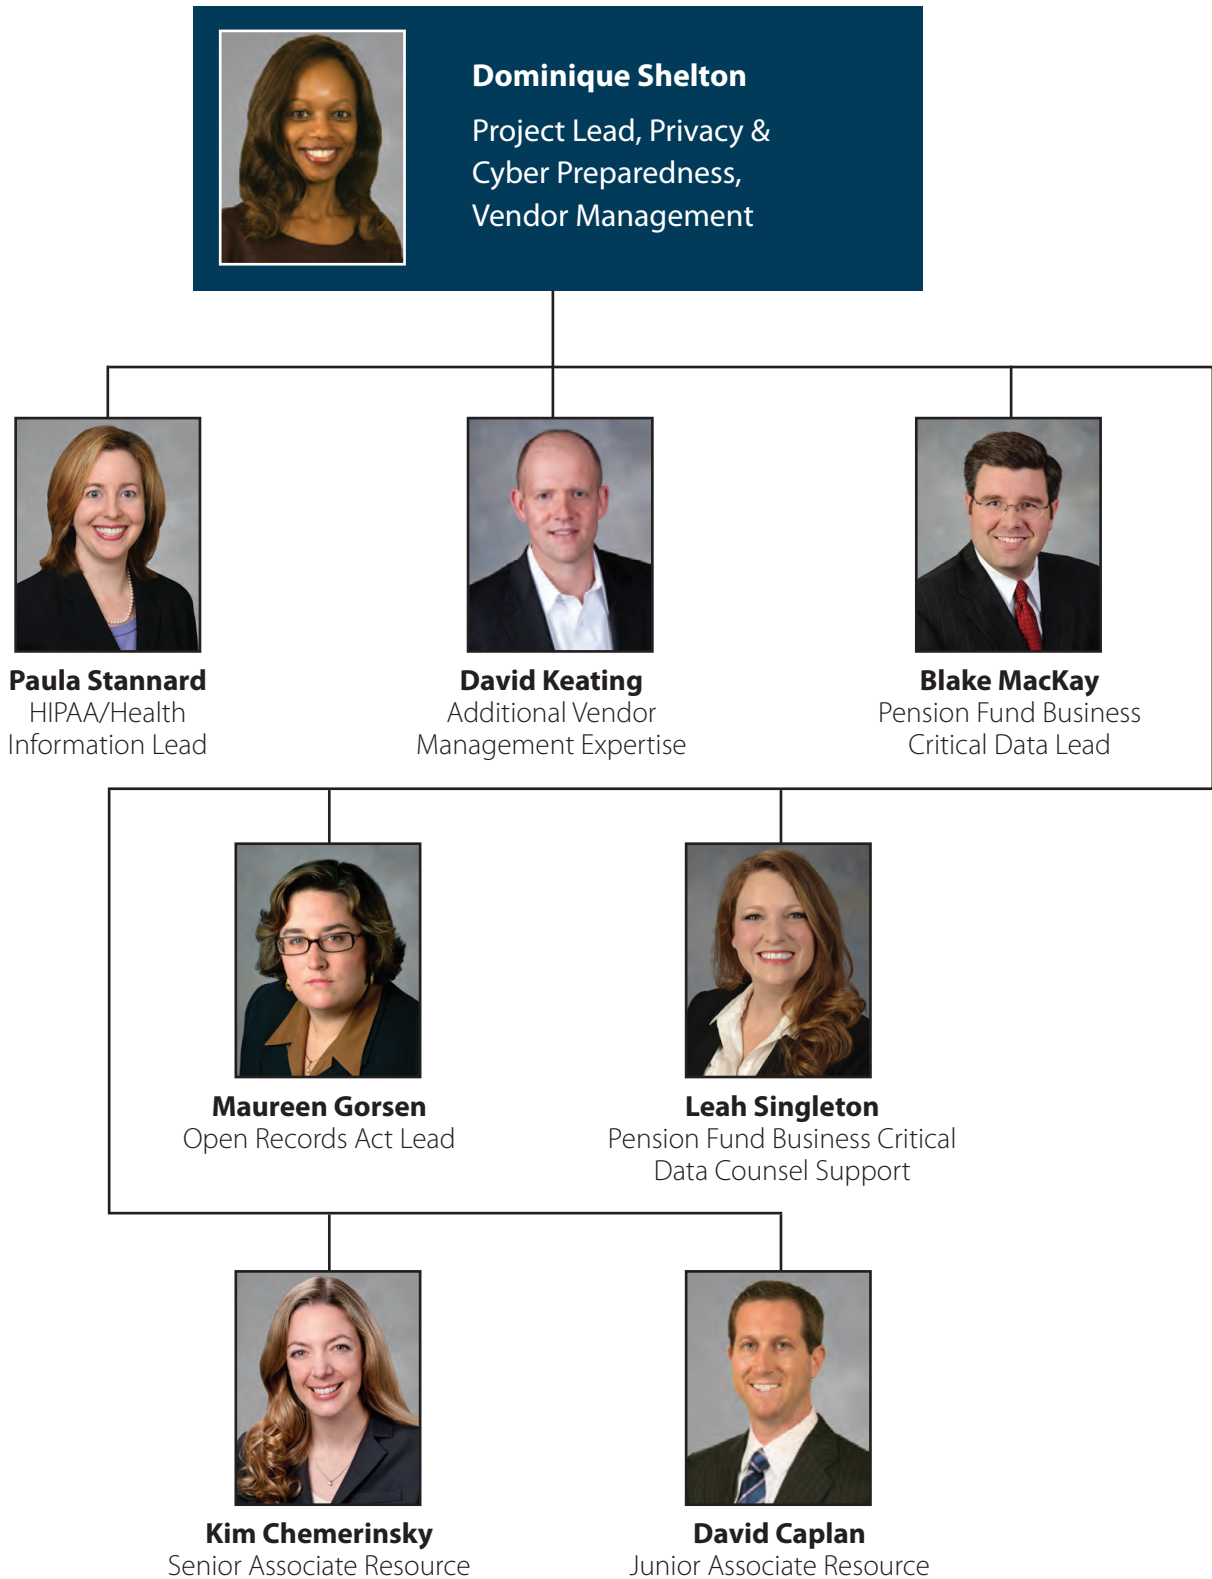 Dominique Shelton
Project Lead, Privacy &
Cyber Preparedness,
Vendor Management
Paula Stannard
HIPAA/Health
Information Lead
David Keating
Additional Vendor
Management Expertise
Blake MacKay
Pension Fund Business
Critical Data Lead
Maureen Gorsen
Open Records Act Lead
Leah Singleton
Pension Fund Business Critical
Data Counsel Support
Kim Chemerinsky
Senior Associate Resource
David Caplan
Junior Associate Resource